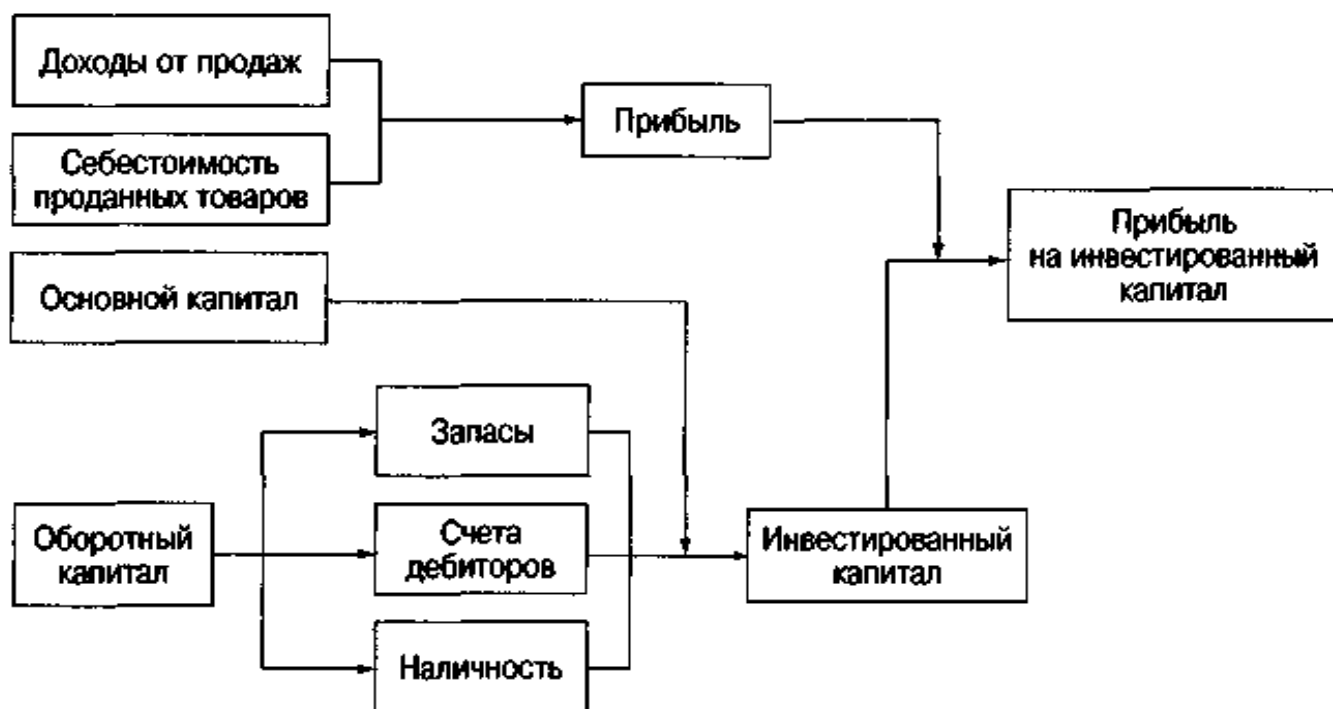 Доходы от продаж
Себестоимость
проданных товаров
Прибыль
Прибыль
на инвестированный
капитал
Основной капитал
Запасы
Оборотный
капитал
Счета
дебиторов
Инвестированный
капитал
Наличность